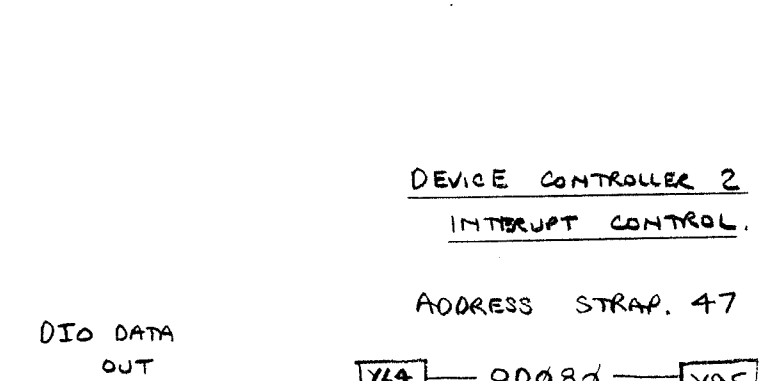 DEVICE CONTROLLER 2
INTERUPT CONTROL.
ADDRESS STRAP. 47
DIO DATA
OUT